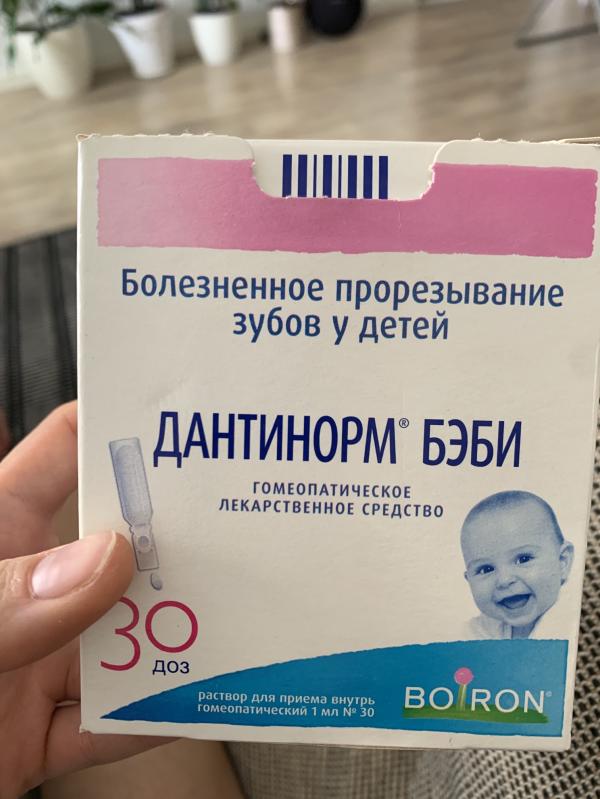 Болезненное прорезывание
зубов у детей
ДАНТИНОРМ® БЭБИ
ГОМЕОПАТИЧЕСКОЕ
ЛЕКАРСТВЕННОЕ СРЕДСТВО
30
ДОЗ
раствор для приема внутрь
гомеопатический 1 мл № 30
BOIRON®